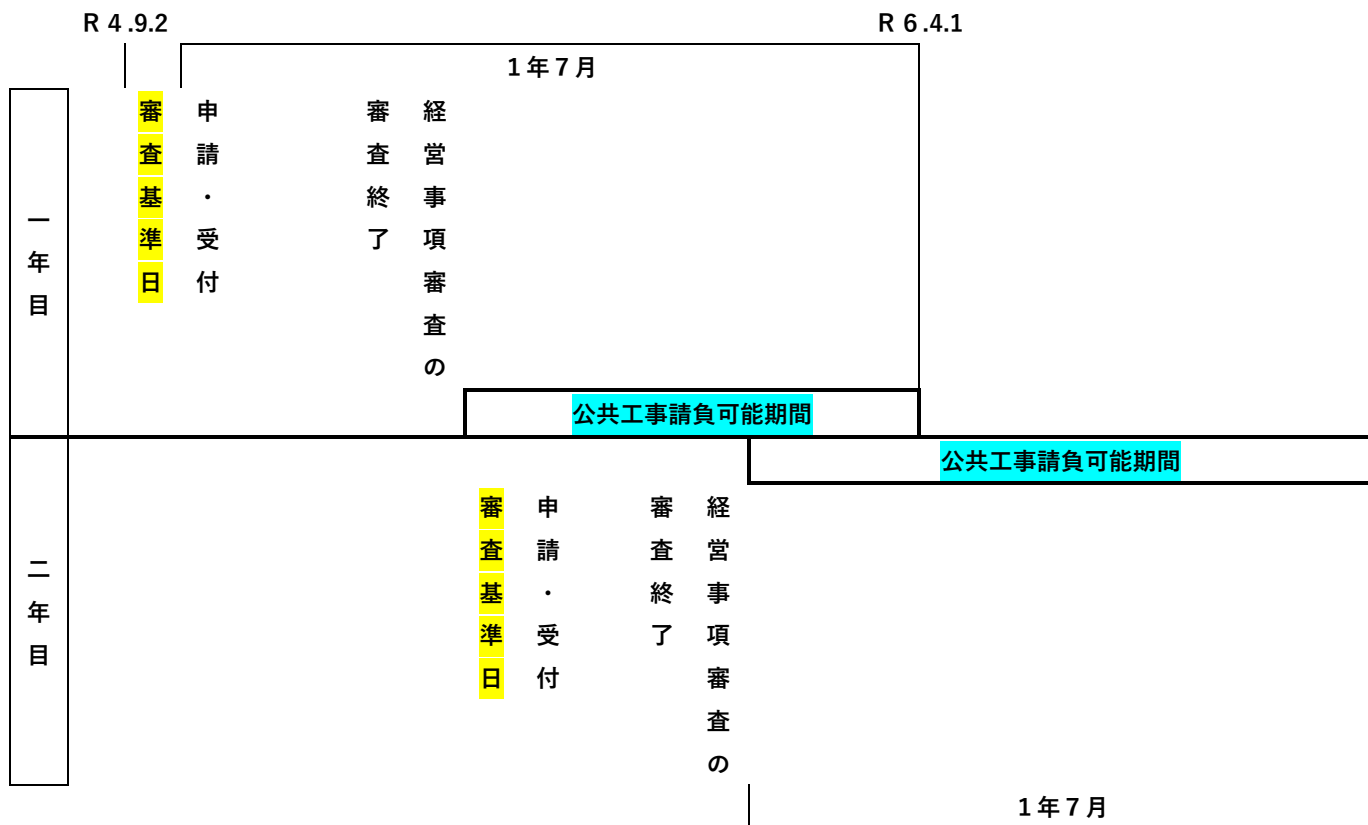 R４.9.2
R６.4.1
１年７月
一年目
審査基準日
申請・受付
経営事項審査の
審査終了
公共工事請負可能期間
公共工事請負可能期間
二年目
審査基準日
申請・受付
経営事項審査の
審査終了
１年７月